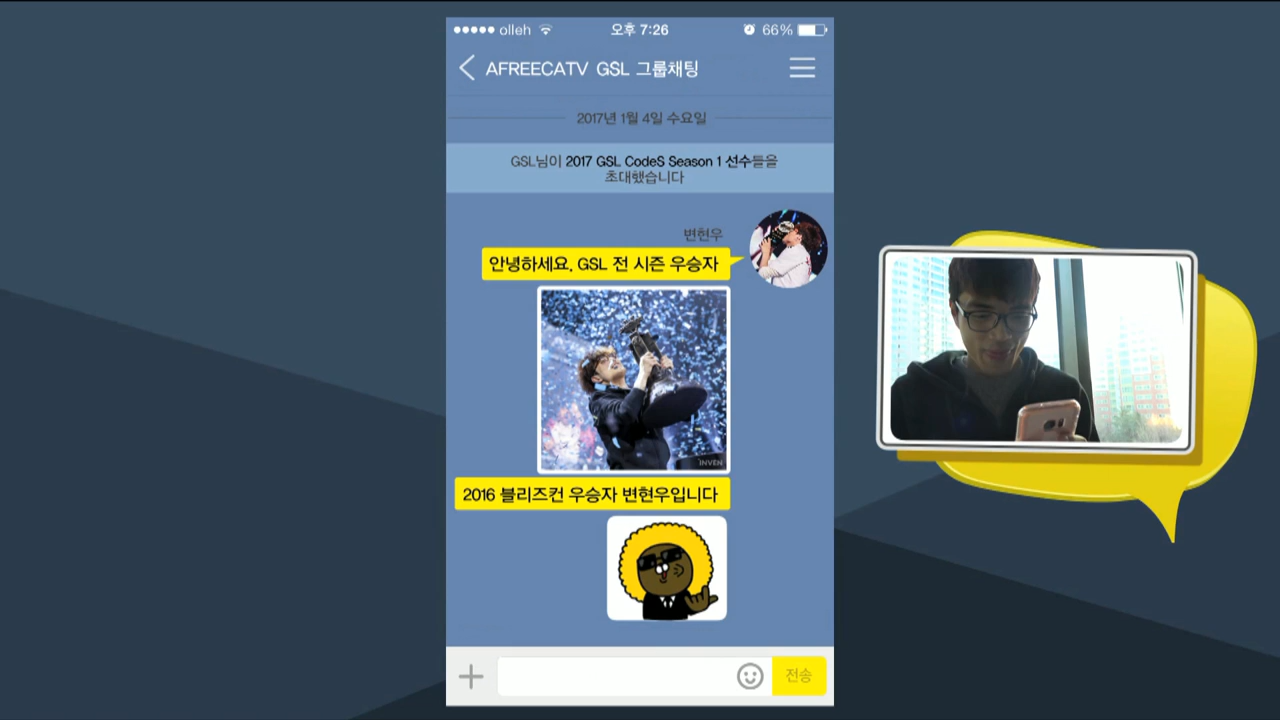 olleh 오후 7:26 66%
AFREECATV GSL 그룹채팅
2017년 1월 4일 수요일
GSL님이 2017 GSL CodeS Season 1 선수들을
초대했습니다
변현우
안녕하세요. GSL 전 시즌 우승자
INVEN
2016 블리즈컨 우승자 변현우입니다
전송